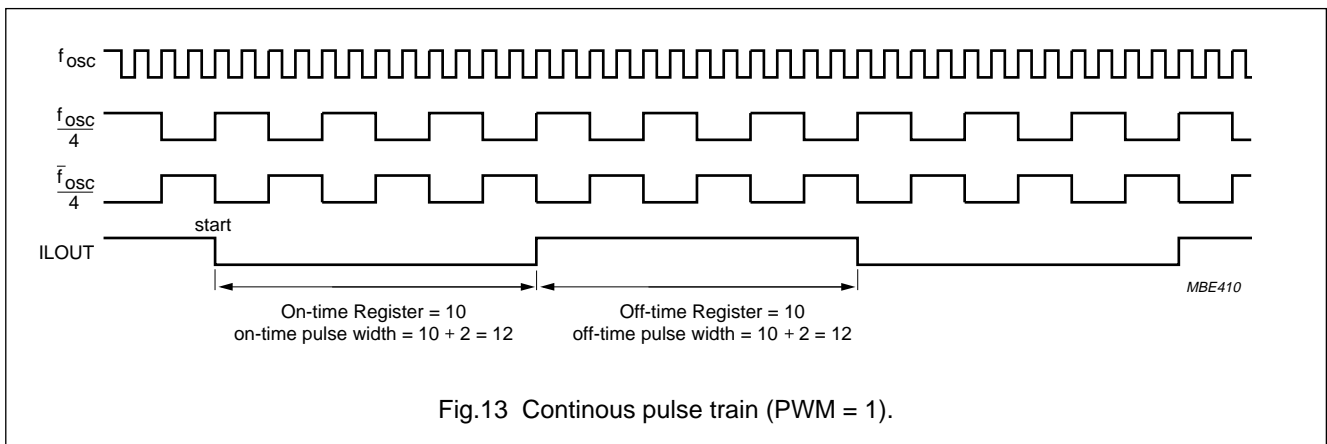 f osc
f osc
4
f̄ osc
4
start
ILOUT
MBE410
On-time Register = 10
on-time pulse width = 10 + 2 = 12
Off-time Register = 10
off-time pulse width = 10 + 2 = 12
Fig.13 Continous pulse train (PWM = 1).